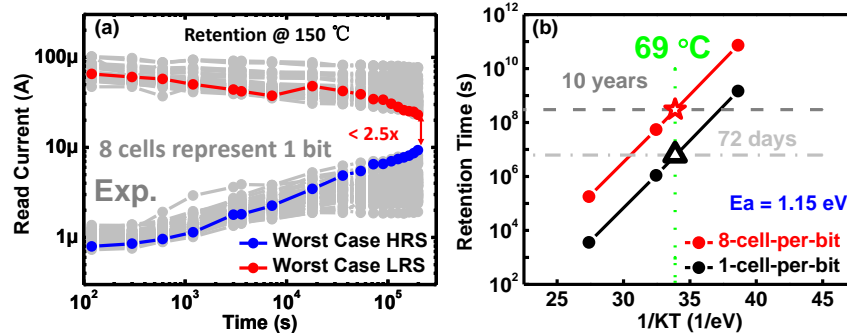 (a)
Retention @ 150 ℃
100μ
10μ
1μ
Read Current (A)
< 2.5x
8 cells represent 1 bit
Exp.
Worst Case HRS
Worst Case LRS
10² 10³ 10⁴ 10⁵
Time (s)
(b)
69 °C
10¹²
10¹⁰
10⁸
10⁶
10⁴
10²
Retention Time (s)
10 years
72 days
Ea = 1.15 eV
8-cell-per-bit
1-cell-per-bit
25 30 35 40 45
1/KT (1/eV)